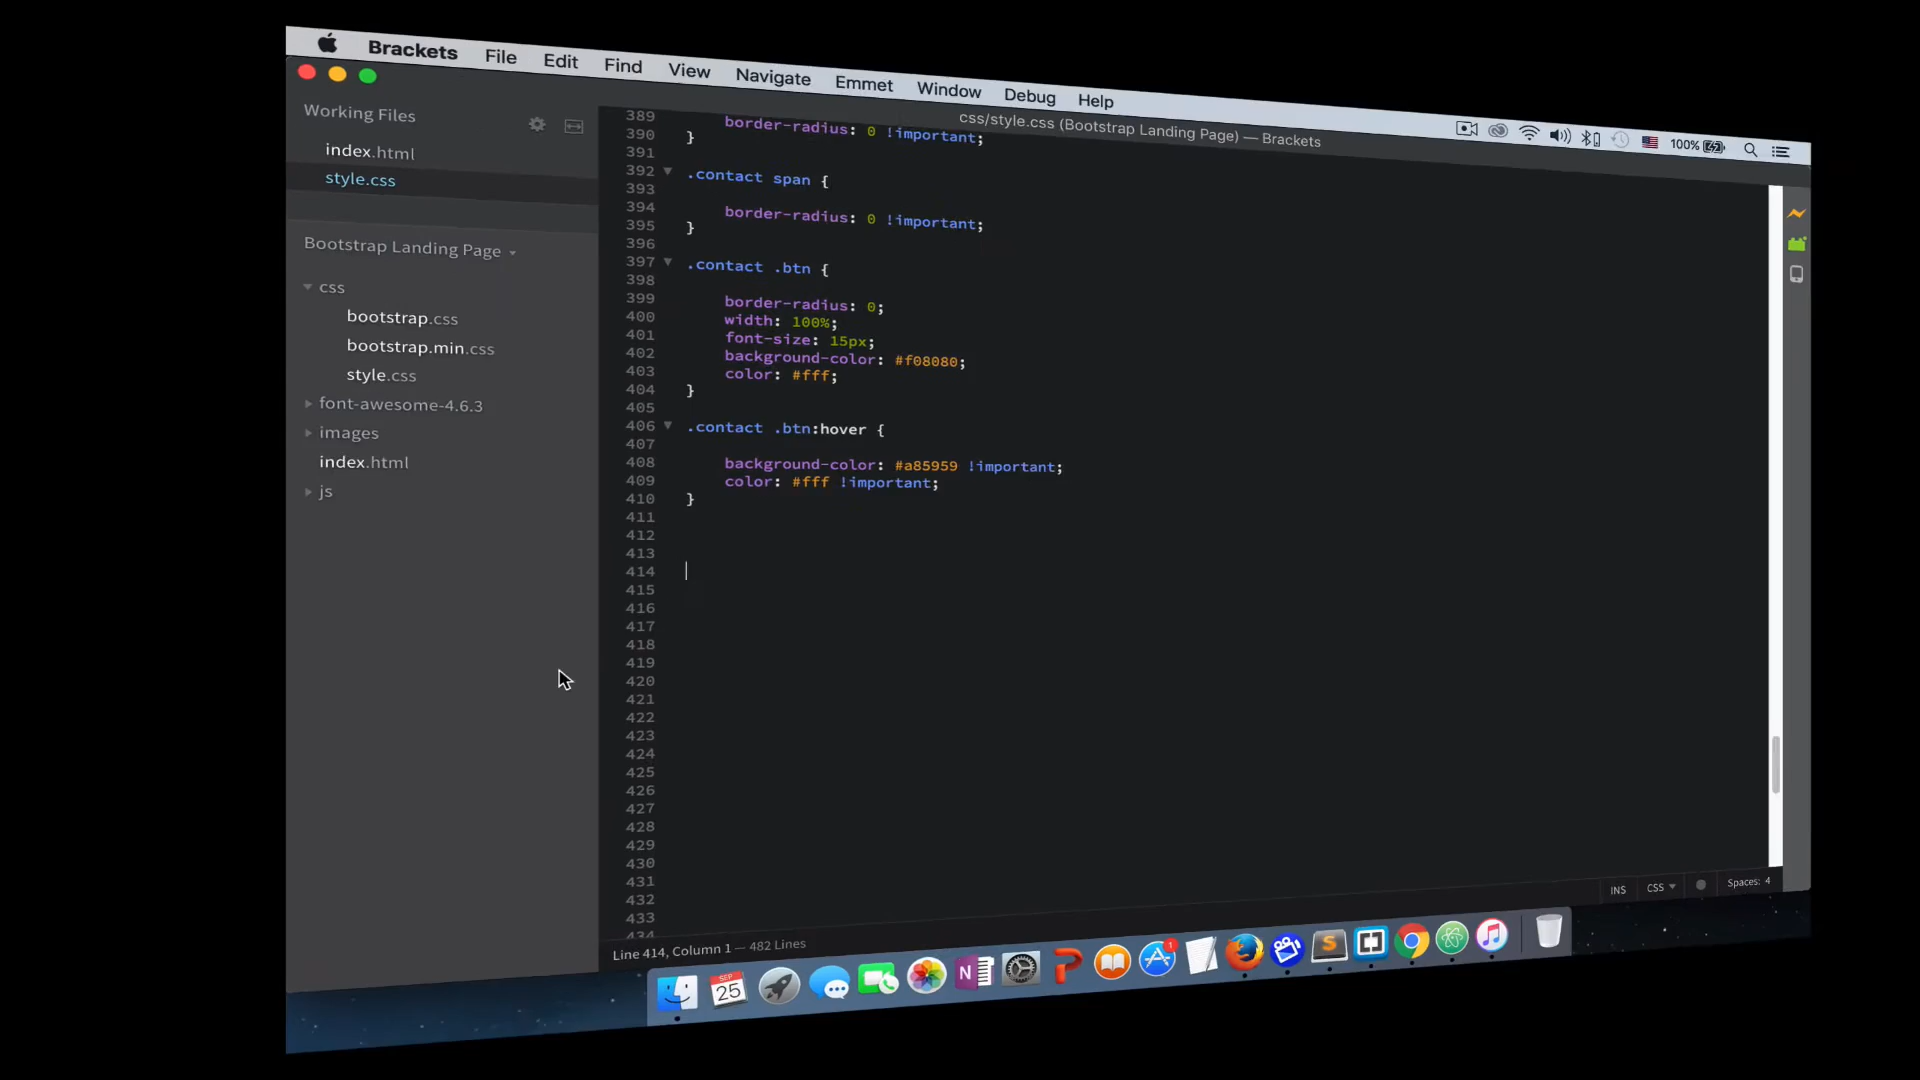 Brackets File Edit Find View Navigate Emmet Window Debug Help
100%
css/style.css (Bootstrap Landing Page) — Brackets
Working Files
index.html
style.css
Bootstrap Landing Page
css
bootstrap.css
bootstrap.min.css
style.css
font-awesome-4.6.3
images
index.html
js
389 border-radius: 0 !important;
390 }
391
392 .contact span {
393
394 border-radius: 0 !important;
395 }
396
397 .contact .btn {
398
399 border-radius: 0;
400 width: 100%;
401 font-size: 15px;
402 background-color: #f08080;
403 color: #fff;
404 }
405
406 .contact .btn:hover {
407
408 background-color: #a85959 !important;
409 color: #fff !important;
410 }
411
412
413
414
415
416
417
418
419
420
421
422
423
424
425
426
427
428
429
430
431
432
433
434
Line 414, Column 1 — 482 Lines
INS CSS Spaces: 4
SEP
25
N
1
S